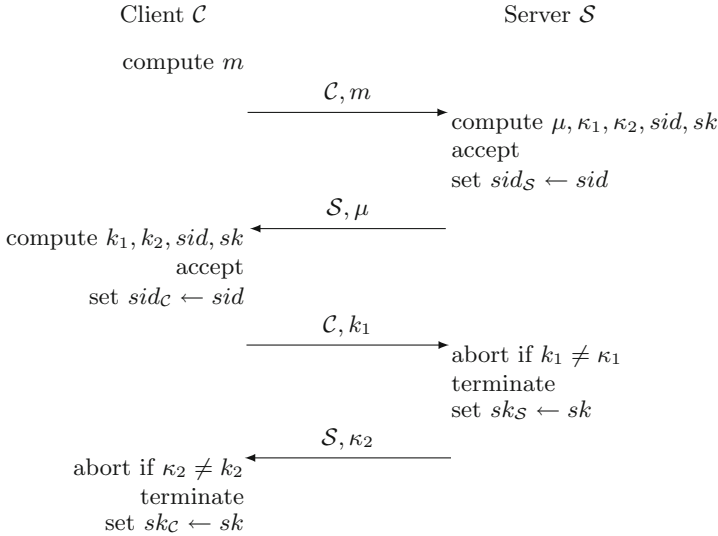 Client 𝒞
Server 𝒮
compute m
𝒞, m
compute μ, κ₁, κ₂, sid, sk
accept
set sid_𝒮 ← sid
𝒮, μ
compute k₁, k₂, sid, sk
accept
set sid_𝒞 ← sid
𝒞, k₁
abort if k₁ ≠ κ₁
terminate
set sk_𝒮 ← sk
𝒮, κ₂
abort if κ₂ ≠ k₂
terminate
set sk_𝒞 ← sk